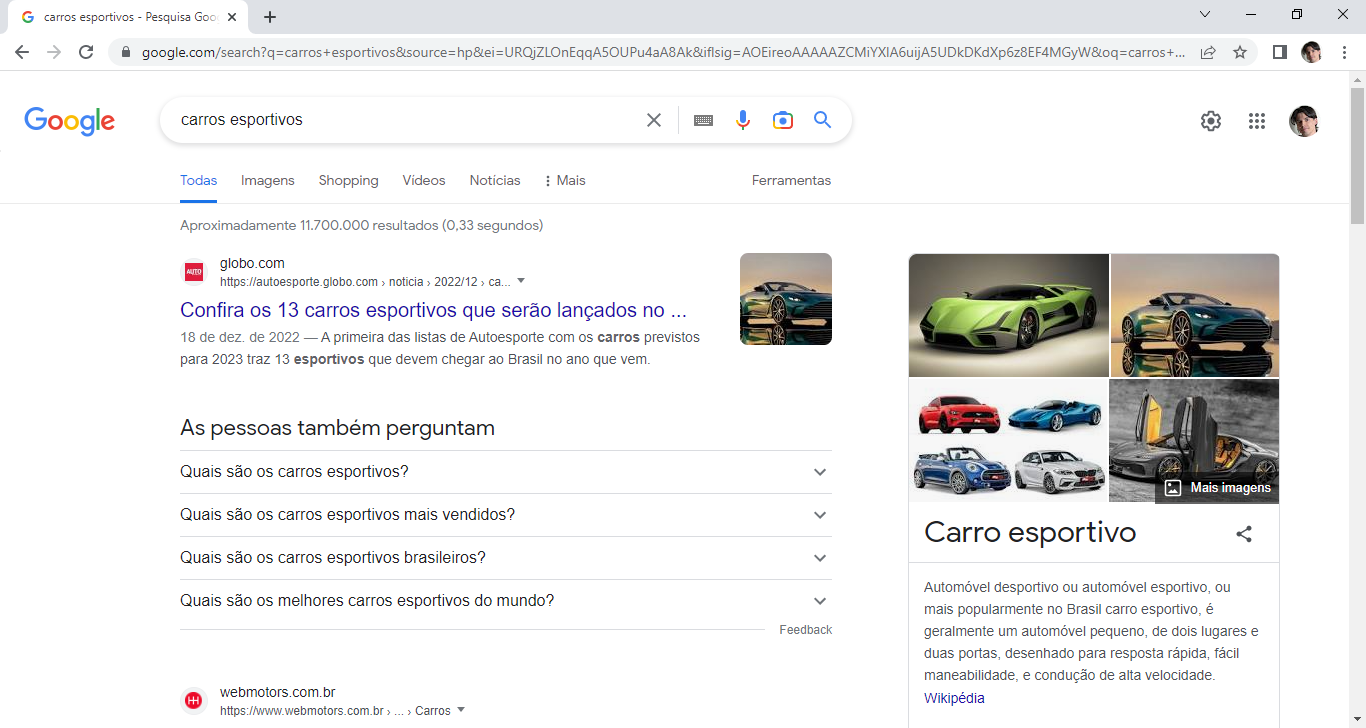 carros esportivos - Pesquisa Goo
google.com/search?q=carros+esportivos&source=hp&ei=URQjZLOnEqqA5OUPu4aA8Ak&iflsig=AOEireoAAAAAZCMiYXlA6uijA5UDkDKdXp6z8EF4MGyW&oq=carros+...
Google
carros esportivos
Todas
Imagens
Shopping
Vídeos
Notícias
Mais
Ferramentas
Aproximadamente 11.700.000 resultados (0,33 segundos)
AUTO
globo.com
https://autoesporte.globo.com › noticia › 2022/12 › ca...
Confira os 13 carros esportivos que serão lançados no ...
18 de dez. de 2022 — A primeira das listas de Autoesporte com os carros previstos
para 2023 traz 13 esportivos que devem chegar ao Brasil no ano que vem.
As pessoas também perguntam
Quais são os carros esportivos?
Quais são os carros esportivos mais vendidos?
Quais são os carros esportivos brasileiros?
Quais são os melhores carros esportivos do mundo?
Feedback
webmotors.com.br
https://www.webmotors.com.br › ... › Carros
Mais imagens
Carro esportivo
Automóvel desportivo ou automóvel esportivo, ou
mais popularmente no Brasil carro esportivo, é
geralmente um automóvel pequeno, de dois lugares e
duas portas, desenhado para resposta rápida, fácil
maneabilidade, e condução de alta velocidade.
Wikipédia